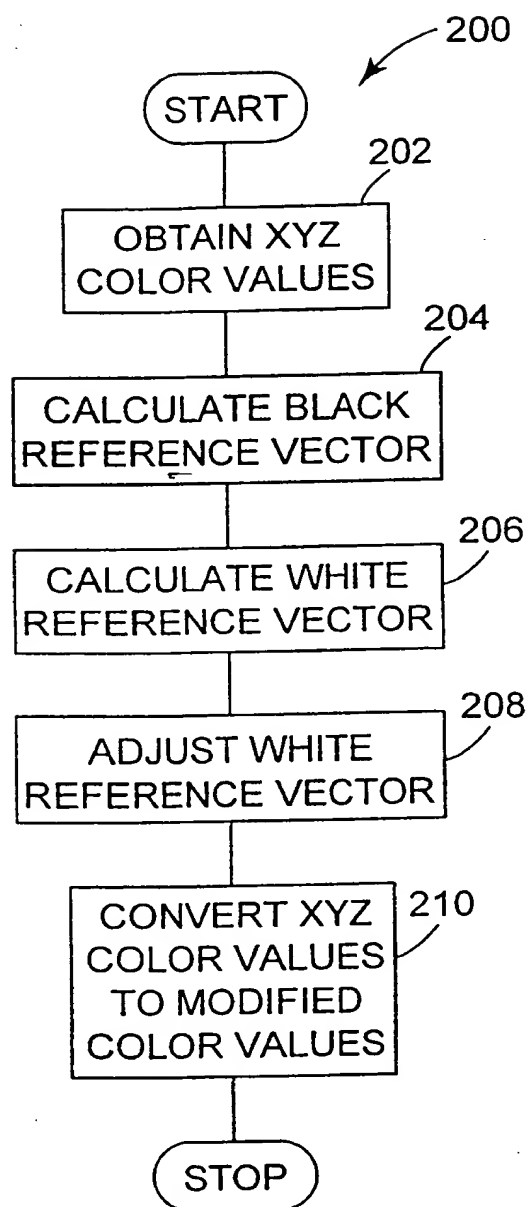 200
START
202
OBTAIN XYZ
COLOR VALUES
204
CALCULATE BLACK
REFERENCE VECTOR
206
CALCULATE WHITE
REFERENCE VECTOR
208
ADJUST WHITE
REFERENCE VECTOR
210
CONVERT XYZ
COLOR VALUES
TO MODIFIED
COLOR VALUES
STOP